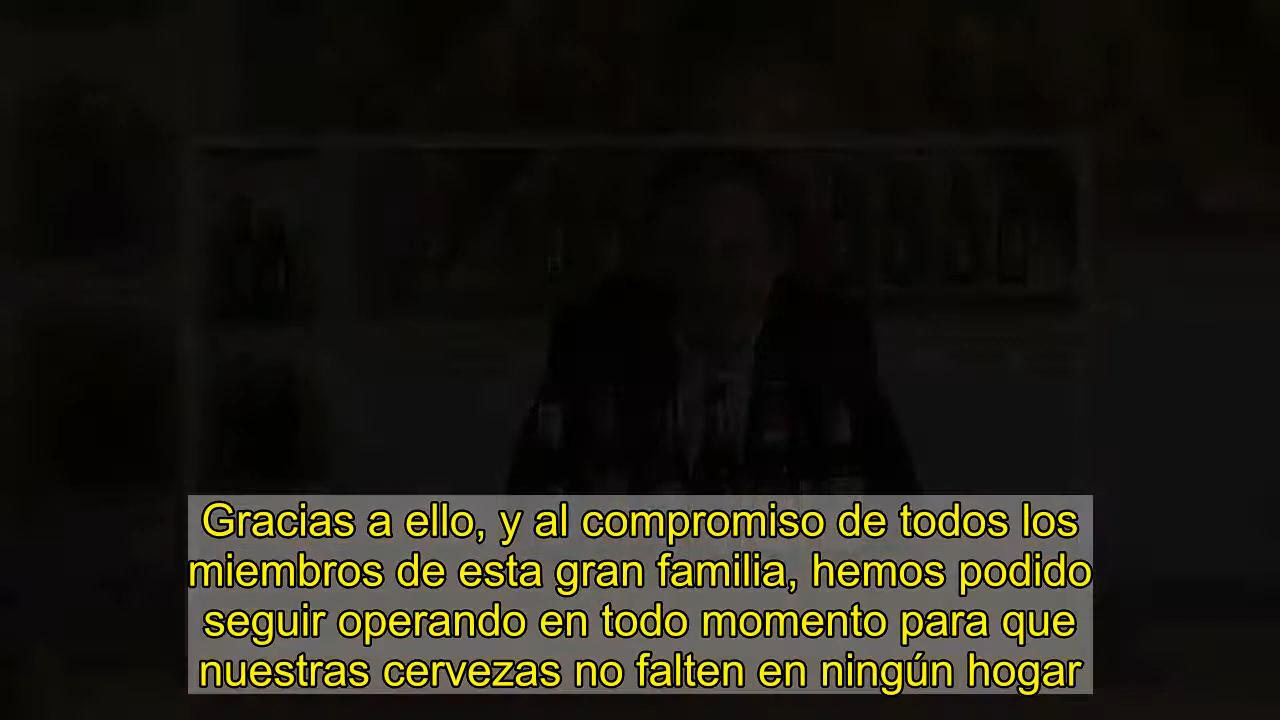 Gracias a ello, y al compromiso de todos los
miembros de esta gran familia, hemos podido
seguir operando en todo momento para que
nuestras cervezas no falten en ningún hogar